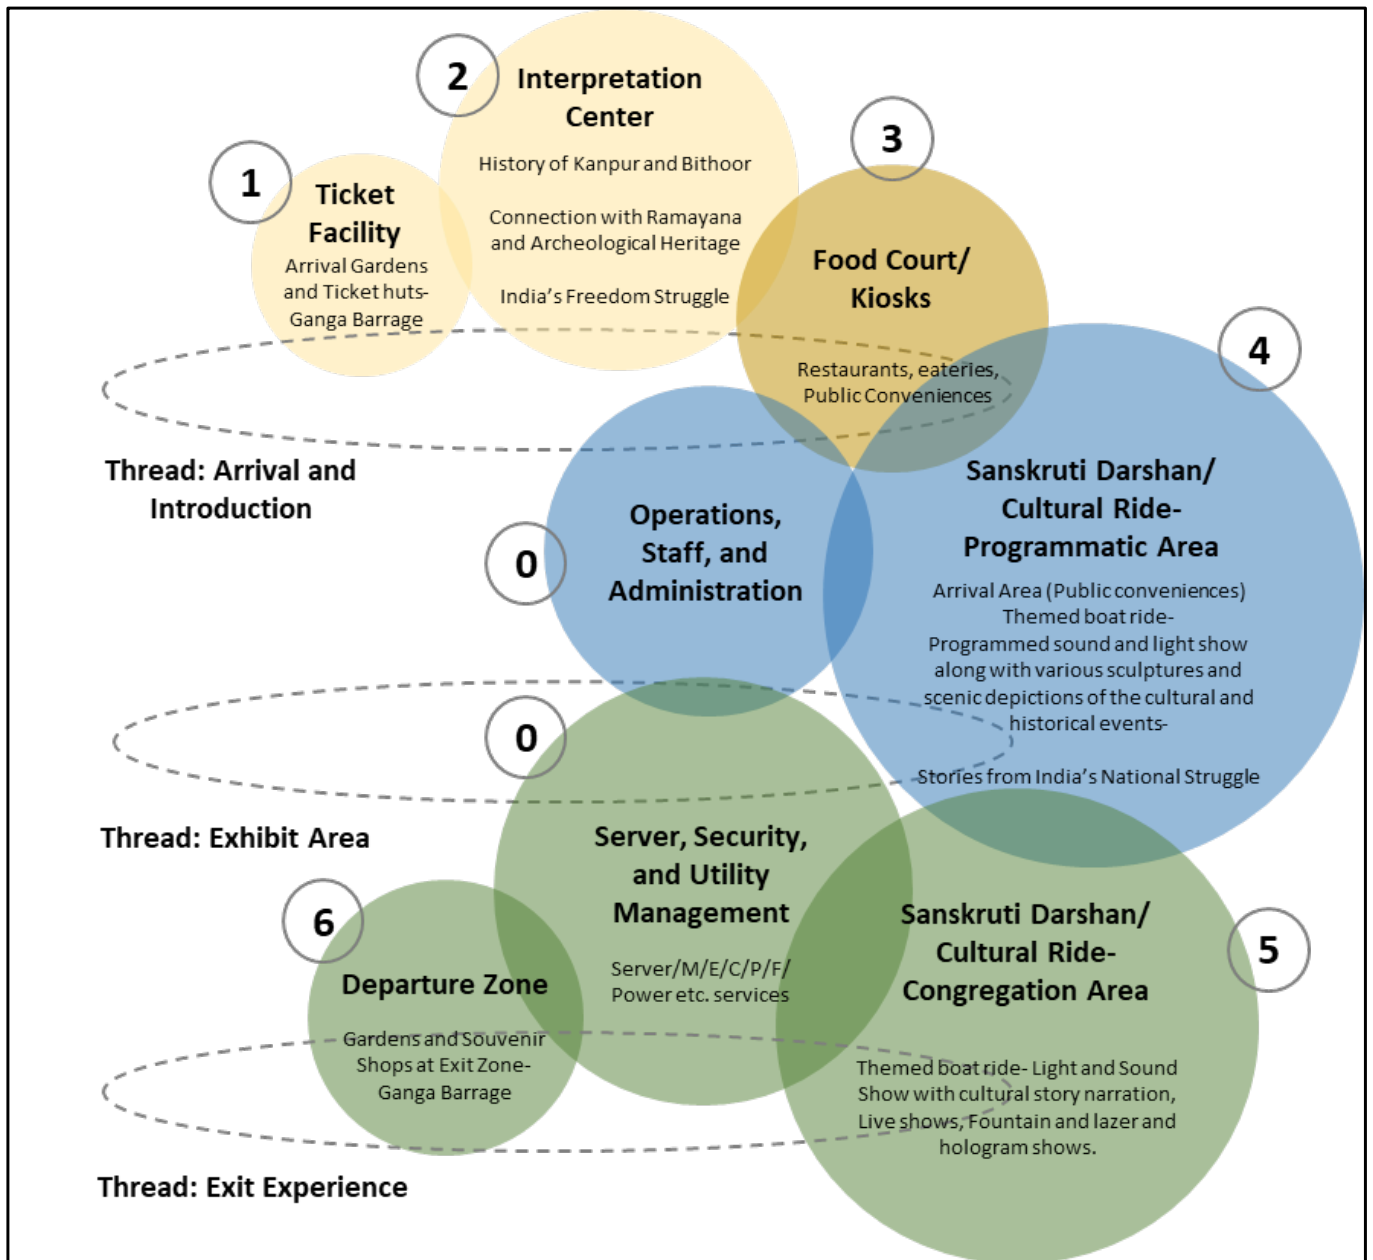 1
Ticket
Facility
Arrival Gardens
and Ticket huts-
Ganga Barrage
2
Interpretation
Center
History of Kanpur and Bithoor
Connection with Ramayana
and Archeological Heritage
India's Freedom Struggle
3
Food Court/
Kiosks
Restaurants, eateries,
Public Conveniences
Thread: Arrival and
Introduction
0
Operations,
Staff, and
Administration
4
Sanskruti Darshan/
Cultural Ride-
Programmatic Area
Arrival Area (Public conveniences)
Themed boat ride-
Programmed sound and light show
along with various sculptures and
scenic depictions of the cultural and
historical events-
Stories from India's National Struggle
Thread: Exhibit Area
0
Server, Security,
and Utility
Management
Server/M/E/C/P/F/
Power etc. services
5
Sanskruti Darshan/
Cultural Ride-
Congregation Area
Themed boat ride- Light and Sound
Show with cultural story narration,
Live shows, Fountain and lazer and
hologram shows.
6
Departure Zone
Gardens and Souvenir
Shops at Exit Zone-
Ganga Barrage
Thread: Exit Experience